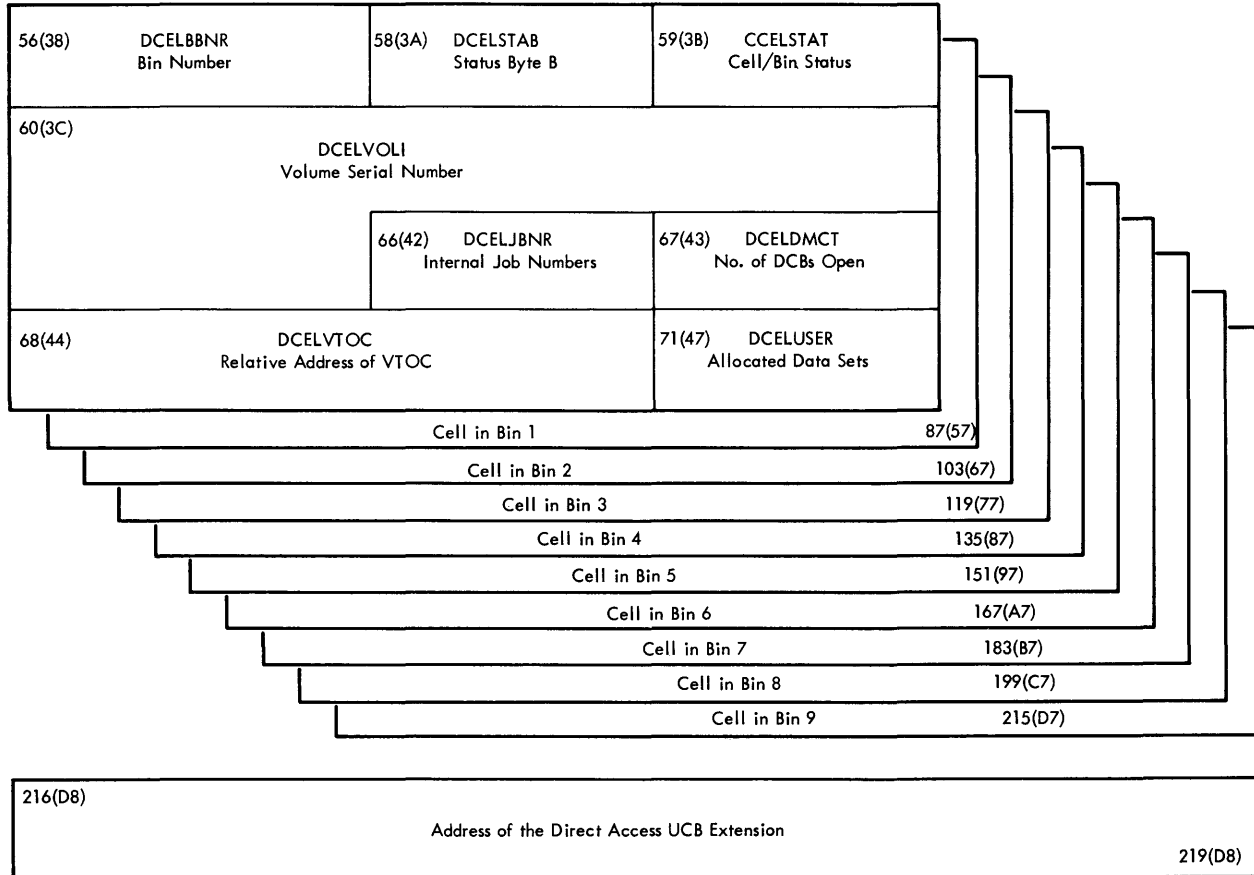 56(38) DCELBBNR
Bin Number
58(3A) DCELSTAB
Status Byte B
59(3B) CCELSTAT
Cell/Bin Status
60(3C)
DCELVOLI
Volume Serial Number
66(42) DCELJBNR
Internal Job Numbers
67(43) DCELDMCT
No. of DCBs Open
68(44) DCELVTOC
Relative Address of VTOC
71(47) DCELUSER
Allocated Data Sets
Cell in Bin 1 87(57)
Cell in Bin 2 103(67)
Cell in Bin 3 119(77)
Cell in Bin 4 135(87)
Cell in Bin 5 151(97)
Cell in Bin 6 167(A7)
Cell in Bin 7 183(B7)
Cell in Bin 8 199(C7)
Cell in Bin 9 215(D7)
216(D8)
Address of the Direct Access UCB Extension
219(D8)